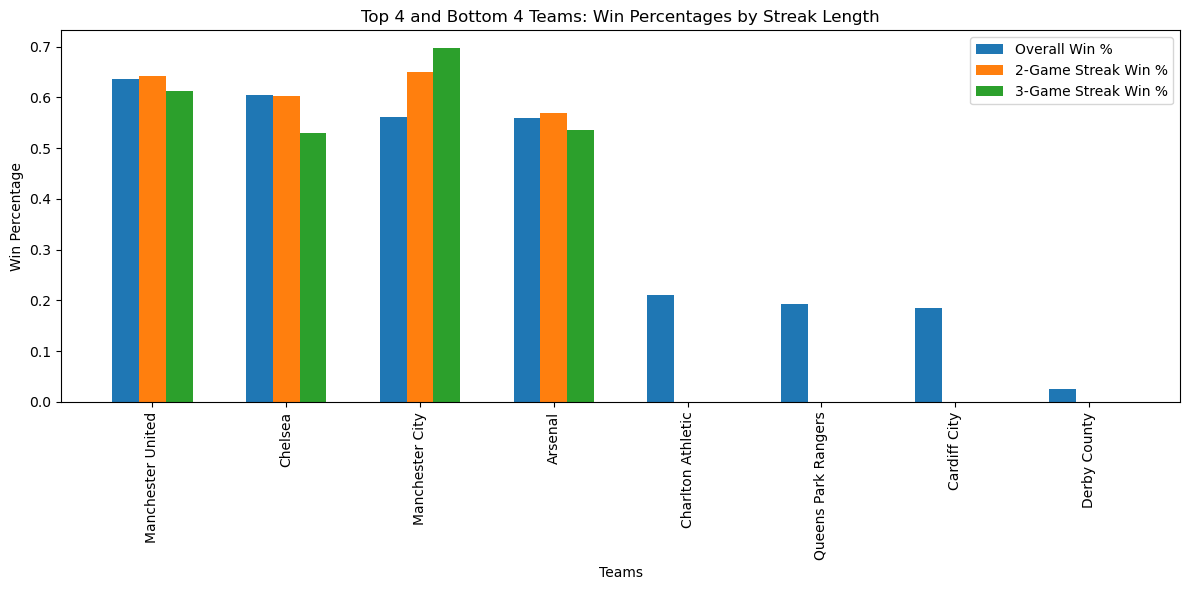 Top 4 and Bottom 4 Teams: Win Percentages by Streak Length
Overall Win %
2-Game Streak Win %
3-Game Streak Win %
Win Percentage
0.7
0.6
0.5
0.4
0.3
0.2
0.1
0.0
Manchester United
Chelsea
Manchester City
Arsenal
Charlton Athletic
Queens Park Rangers
Cardiff City
Derby County
Teams